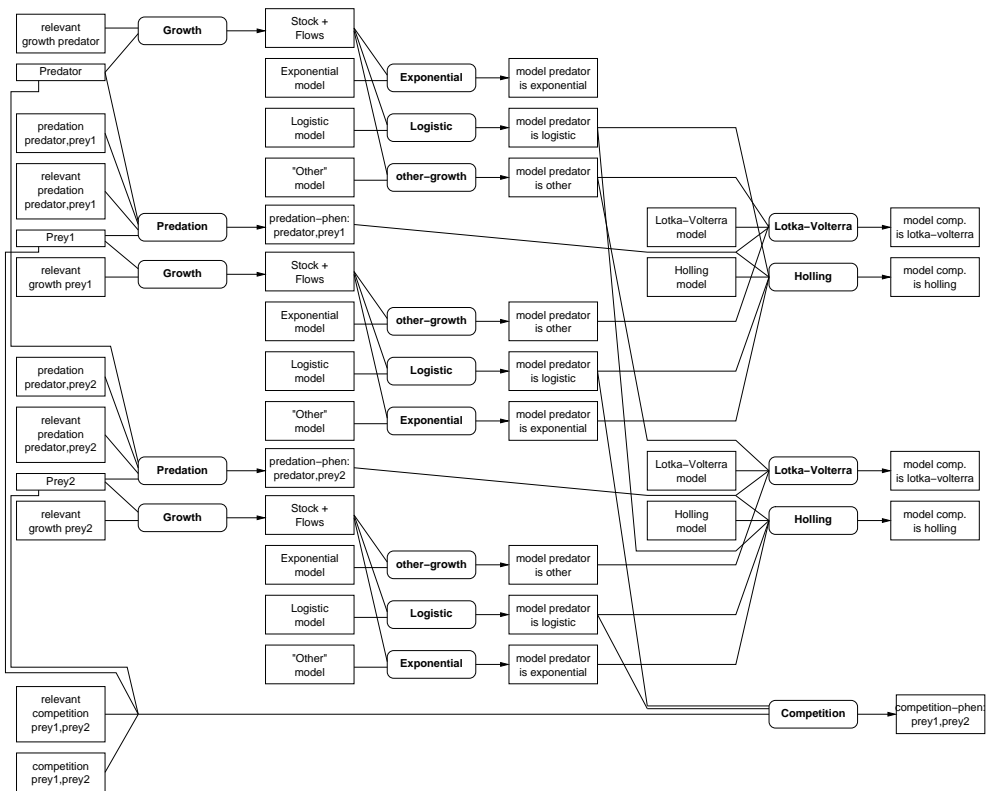 relevant
growth predator
Growth
Stock +
Flows
Predator
Exponential
model
Exponential
model predator
is exponential
predation
predator,prey1
Logistic
model
Logistic
model predator
is logistic
relevant
predation
predator,prey1
"Other"
model
other-growth
model predator
is other
Predation
predation-phen:
predator,prey1
Lotka-Volterra
model
Lotka-Volterra
model comp.
is lotka-volterra
Prey1
relevant
growth prey1
Growth
Stock +
Flows
Holling
model
Holling
model comp.
is holling
Exponential
model
other-growth
model predator
is other
predation
predator,prey2
Logistic
model
Logistic
model predator
is logistic
relevant
predation
predator,prey2
"Other"
model
Exponential
model predator
is exponential
Predation
predation-phen:
predator,prey2
Lotka-Volterra
model
Lotka-Volterra
model comp.
is lotka-volterra
Prey2
relevant
growth prey2
Growth
Stock +
Flows
Holling
model
Holling
model comp.
is holling
Exponential
model
other-growth
model predator
is other
Logistic
model
Logistic
model predator
is logistic
"Other"
model
Exponential
model predator
is exponential
relevant
competition
prey1,prey2
Competition
competition-phen:
prey1,prey2
competition
prey1,prey2